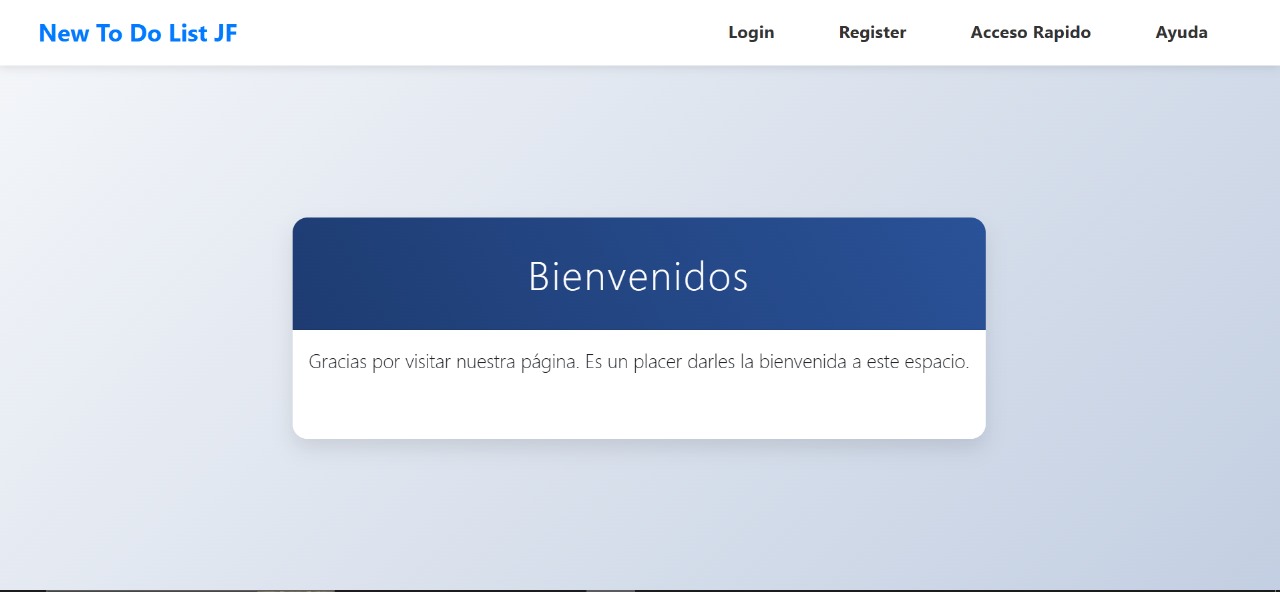 New To Do List JF Login Register Acceso Rapido Ayuda
Bienvenidos
Gracias por visitar nuestra página. Es un placer darles la bienvenida a este espacio.